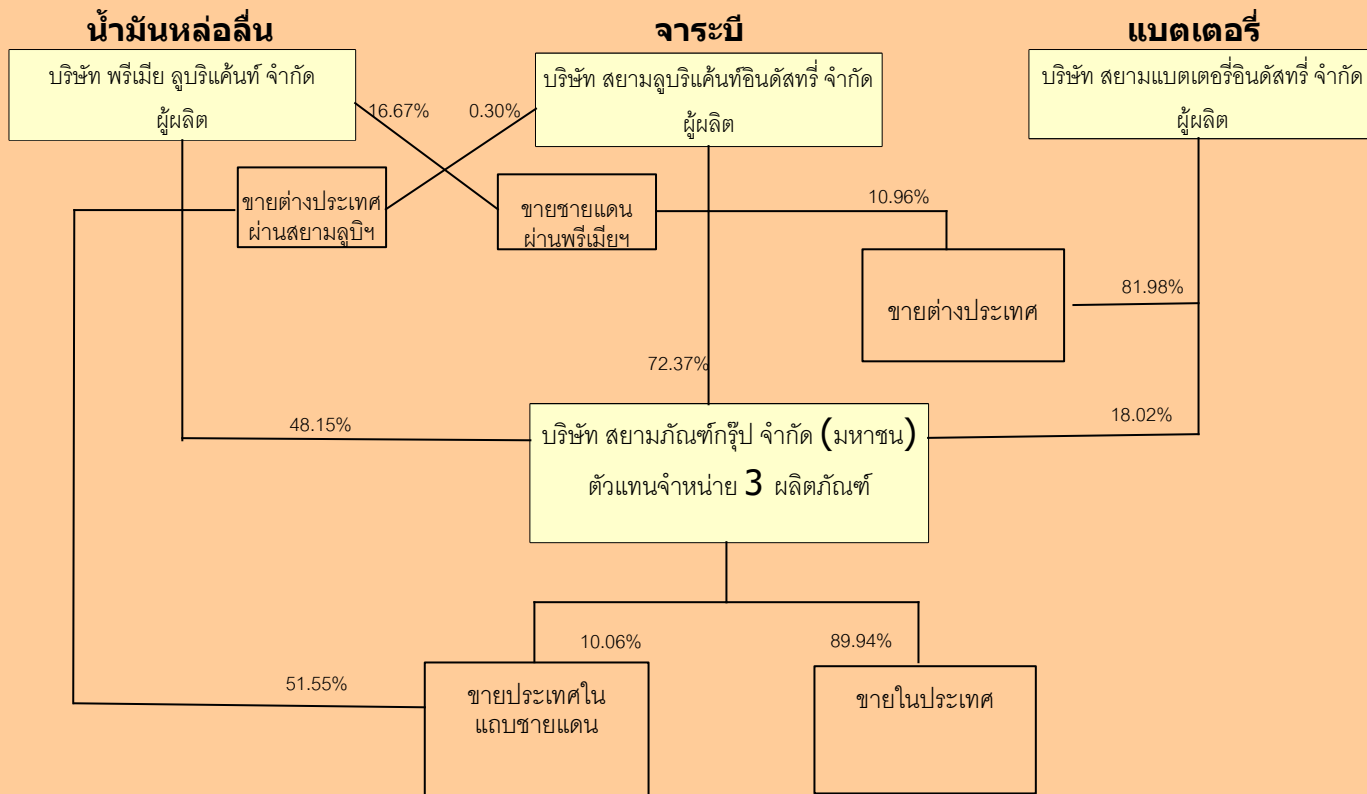 น้ำมันหล่อลื่น
จาระบี
แบตเตอรี่
บริษัท พรีเมีย ลูบริแค้นท์ จำกัด
ผู้ผลิต
บริษัท สยามลูบริแค้นท์อินดัสทรี่ จำกัด
ผู้ผลิต
บริษัท สยามแบตเตอรี่อินดัสทรี่ จำกัด
ผู้ผลิต
16.67%
0.30%
ขายต่างประเทศ
ผ่านสยามลูบิฯ
ขายชายแดน
ผ่านพรีเมียฯ
10.96%
ขายต่างประเทศ
81.98%
72.37%
48.15%
18.02%
บริษัท สยามภัณฑ์กรุ๊ป จำกัด (มหาชน)
ตัวแทนจำหน่าย 3 ผลิตภัณฑ์
10.06%
89.94%
51.55%
ขายประเทศใน
แถบชายแดน
ขายในประเทศ